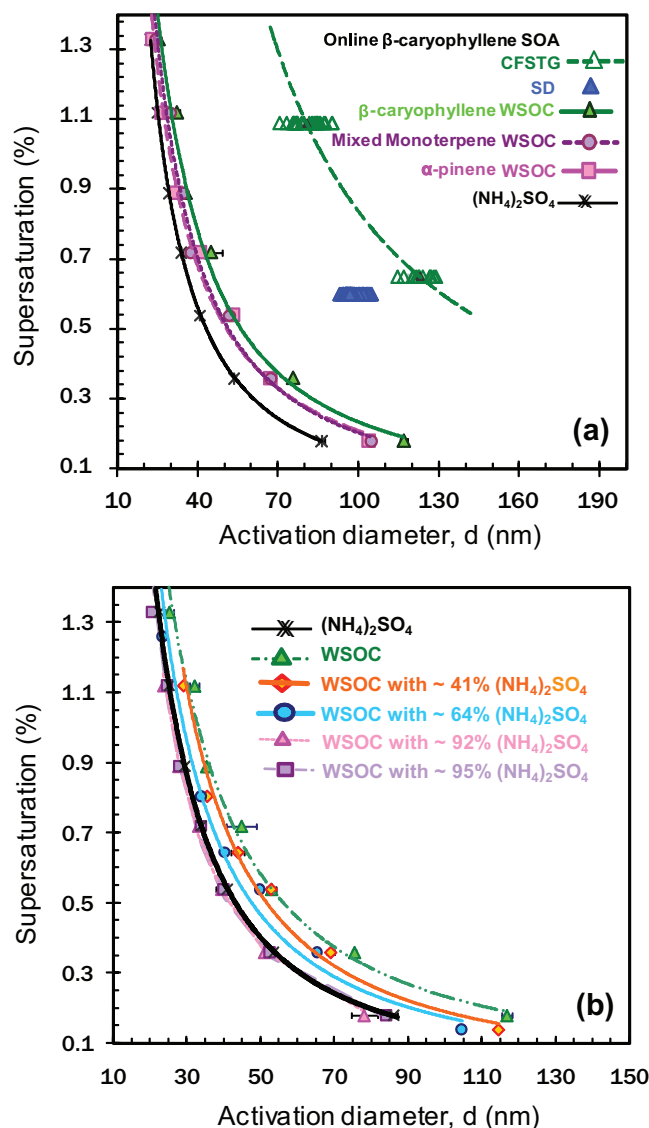 Online β-caryophyllene SOA
CFSTG
SD
β-caryophyllene WSOC
Mixed Monoterpene WSOC
α-pinene WSOC
(NH₄)₂SO₄
Supersaturation (%)
1.3
1.1
0.9
0.7
0.5
0.3
0.1
(a)
10 40 70 100 130 160 190
Activation diameter, d (nm)
(NH₄)₂SO₄
WSOC
WSOC with ~ 41% (NH₄)₂SO₄
WSOC with ~ 64% (NH₄)₂SO₄
WSOC with ~ 92% (NH₄)₂SO₄
WSOC with ~ 95% (NH₄)₂SO₄
Supersaturation (%)
1.3
1.1
0.9
0.7
0.5
0.3
0.1
(b)
10 30 50 70 90 110 130 150
Activation diameter, d (nm)